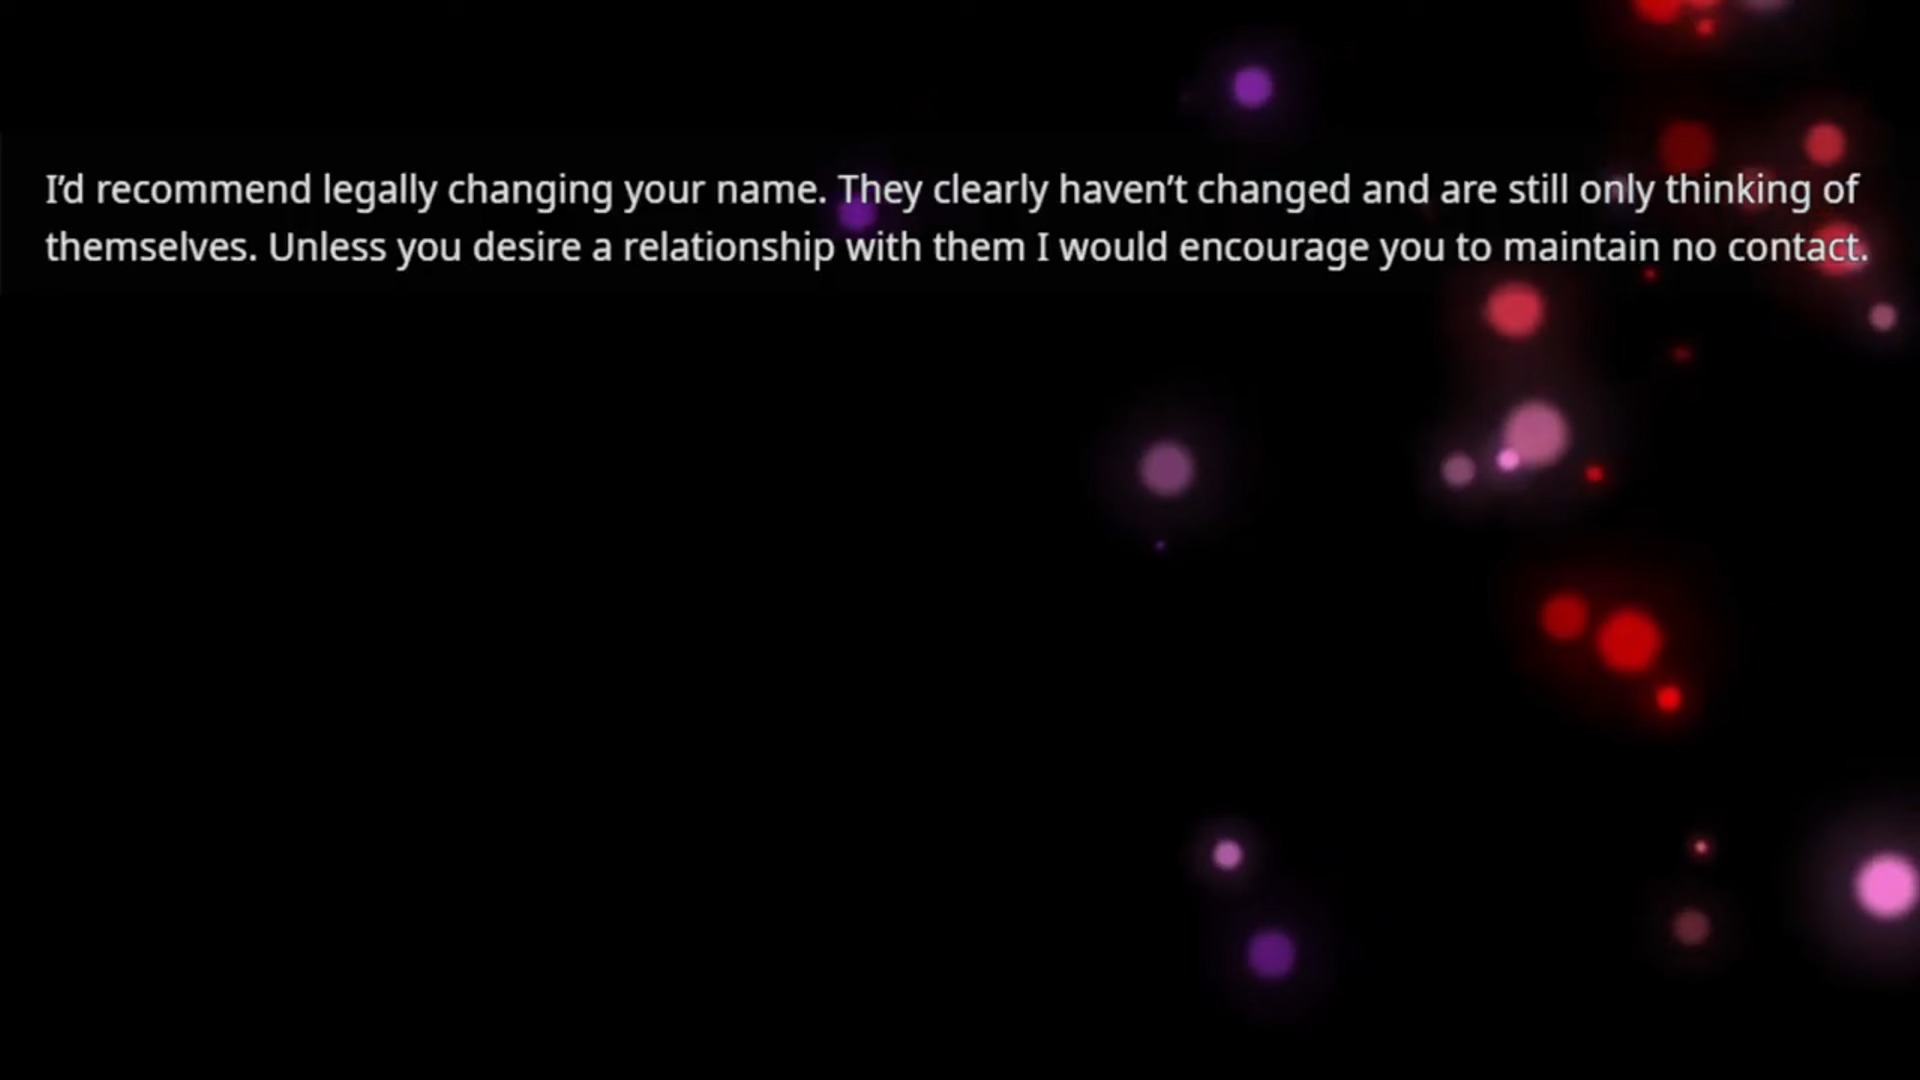 I’d recommend legally changing your name. They clearly haven’t changed and are still only thinking of
themselves. Unless you desire a relationship with them I would encourage you to maintain no contact.